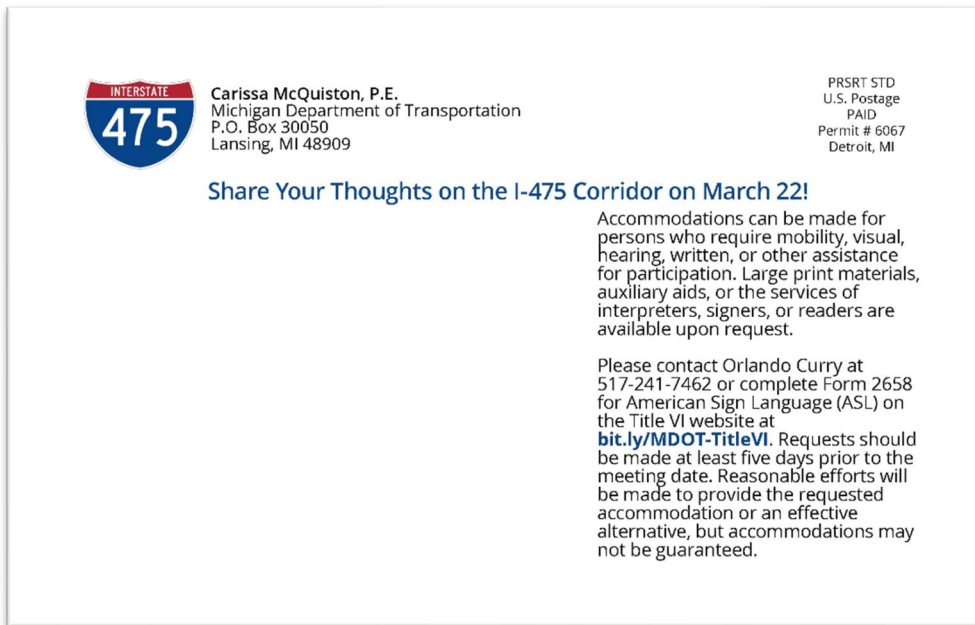 INTERSTATE
475
Carissa McQuiston, P.E.
Michigan Department of Transportation
P.O. Box 30050
Lansing, MI 48909
PRSRT STD
U.S. Postage
PAID
Permit # 6067
Detroit, MI
Share Your Thoughts on the I-475 Corridor on March 22!
Accommodations can be made for
persons who require mobility, visual,
hearing, written, or other assistance
for participation. Large print materials,
auxiliary aids, or the services of
interpreters, signers, or readers are
available upon request.
Please contact Orlando Curry at
517-241-7462 or complete Form 2658
for American Sign Language (ASL) on
the Title VI website at
bit.ly/MDOT-TitleVI. Requests should
be made at least five days prior to the
meeting date. Reasonable efforts will
be made to provide the requested
accommodation or an effective
alternative, but accommodations may
not be guaranteed.